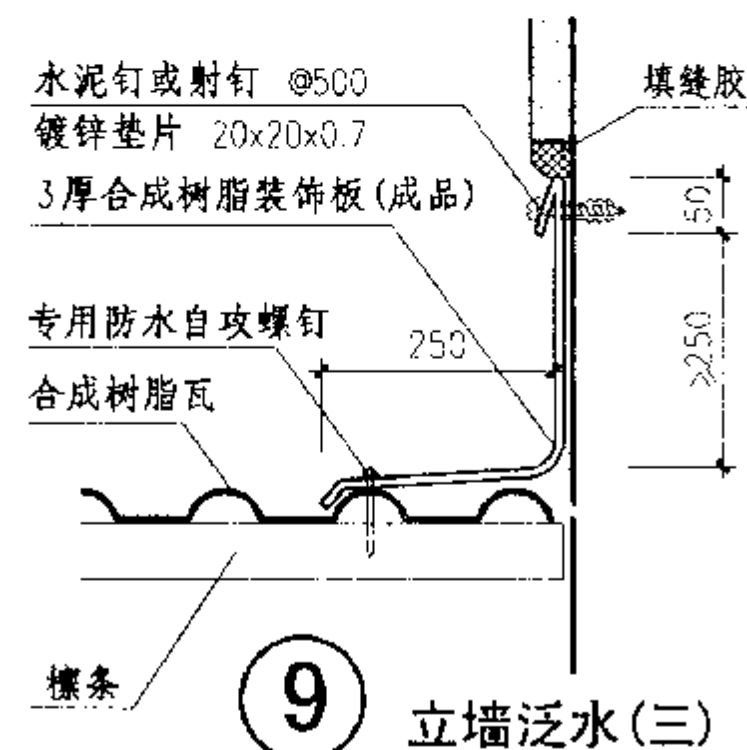 水泥钉或射钉 @500
镀锌垫片 20x20x0.7
3厚合成树脂装饰板(成品)
填缝胶
50
≥250
专用防水自攻螺钉
250
合成树脂瓦
檩条
9 立墙泛水(三)